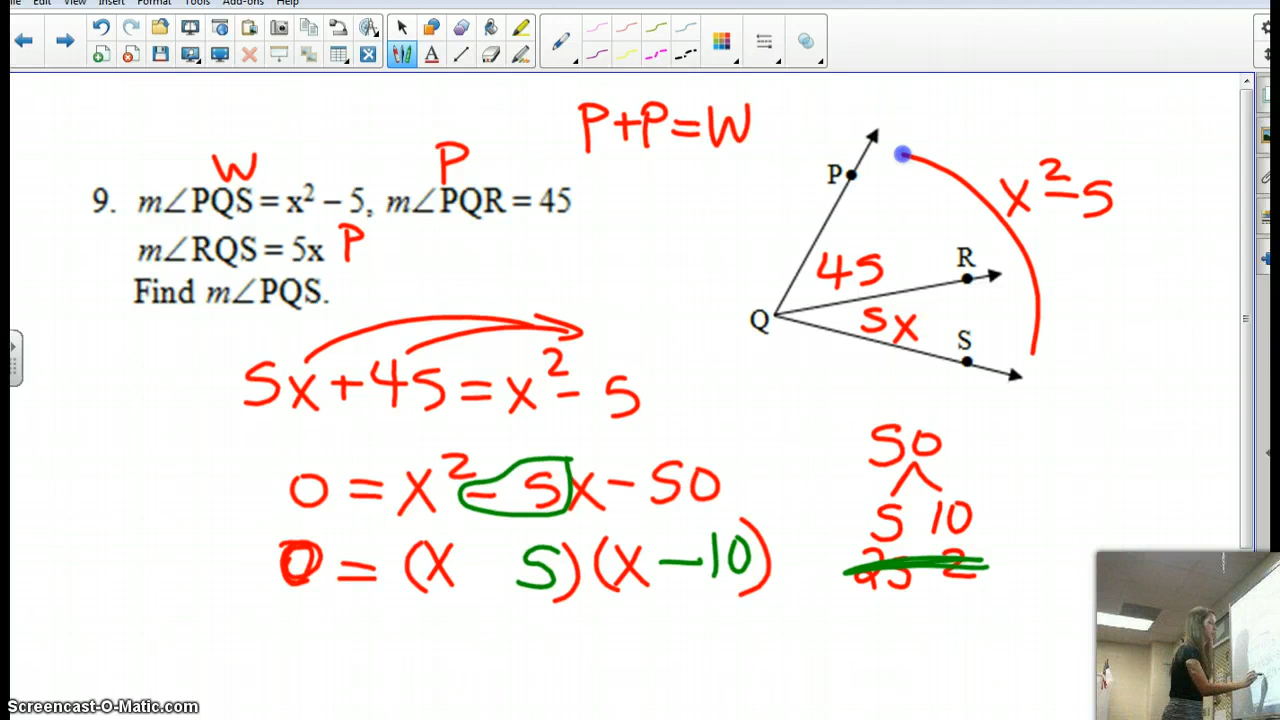 File Edit View Insert Format Tools Add-ons Help
P+P=W
W P
9. m∠PQS = x² – 5, m∠PQR = 45
m∠RQS = 5x P
Find m∠PQS.
P
x²-5
45
R
Q
5x
S
5x+45=x²-5
0=x²-5x-50
0=(x 5)(x-10)
50
5 10
25 2
Screencast-O-Matic.com